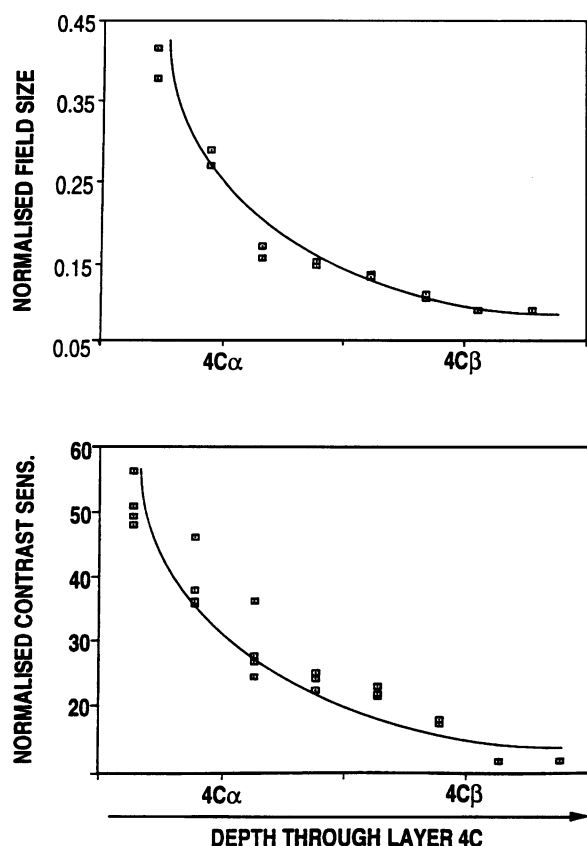 NORMALISED FIELD SIZE
0.45
0.35
0.25
0.15
0.05
4Cα
4Cβ
NORMALISED CONTRAST SENS.
60
50
40
30
20
4Cα
4Cβ
DEPTH THROUGH LAYER 4C